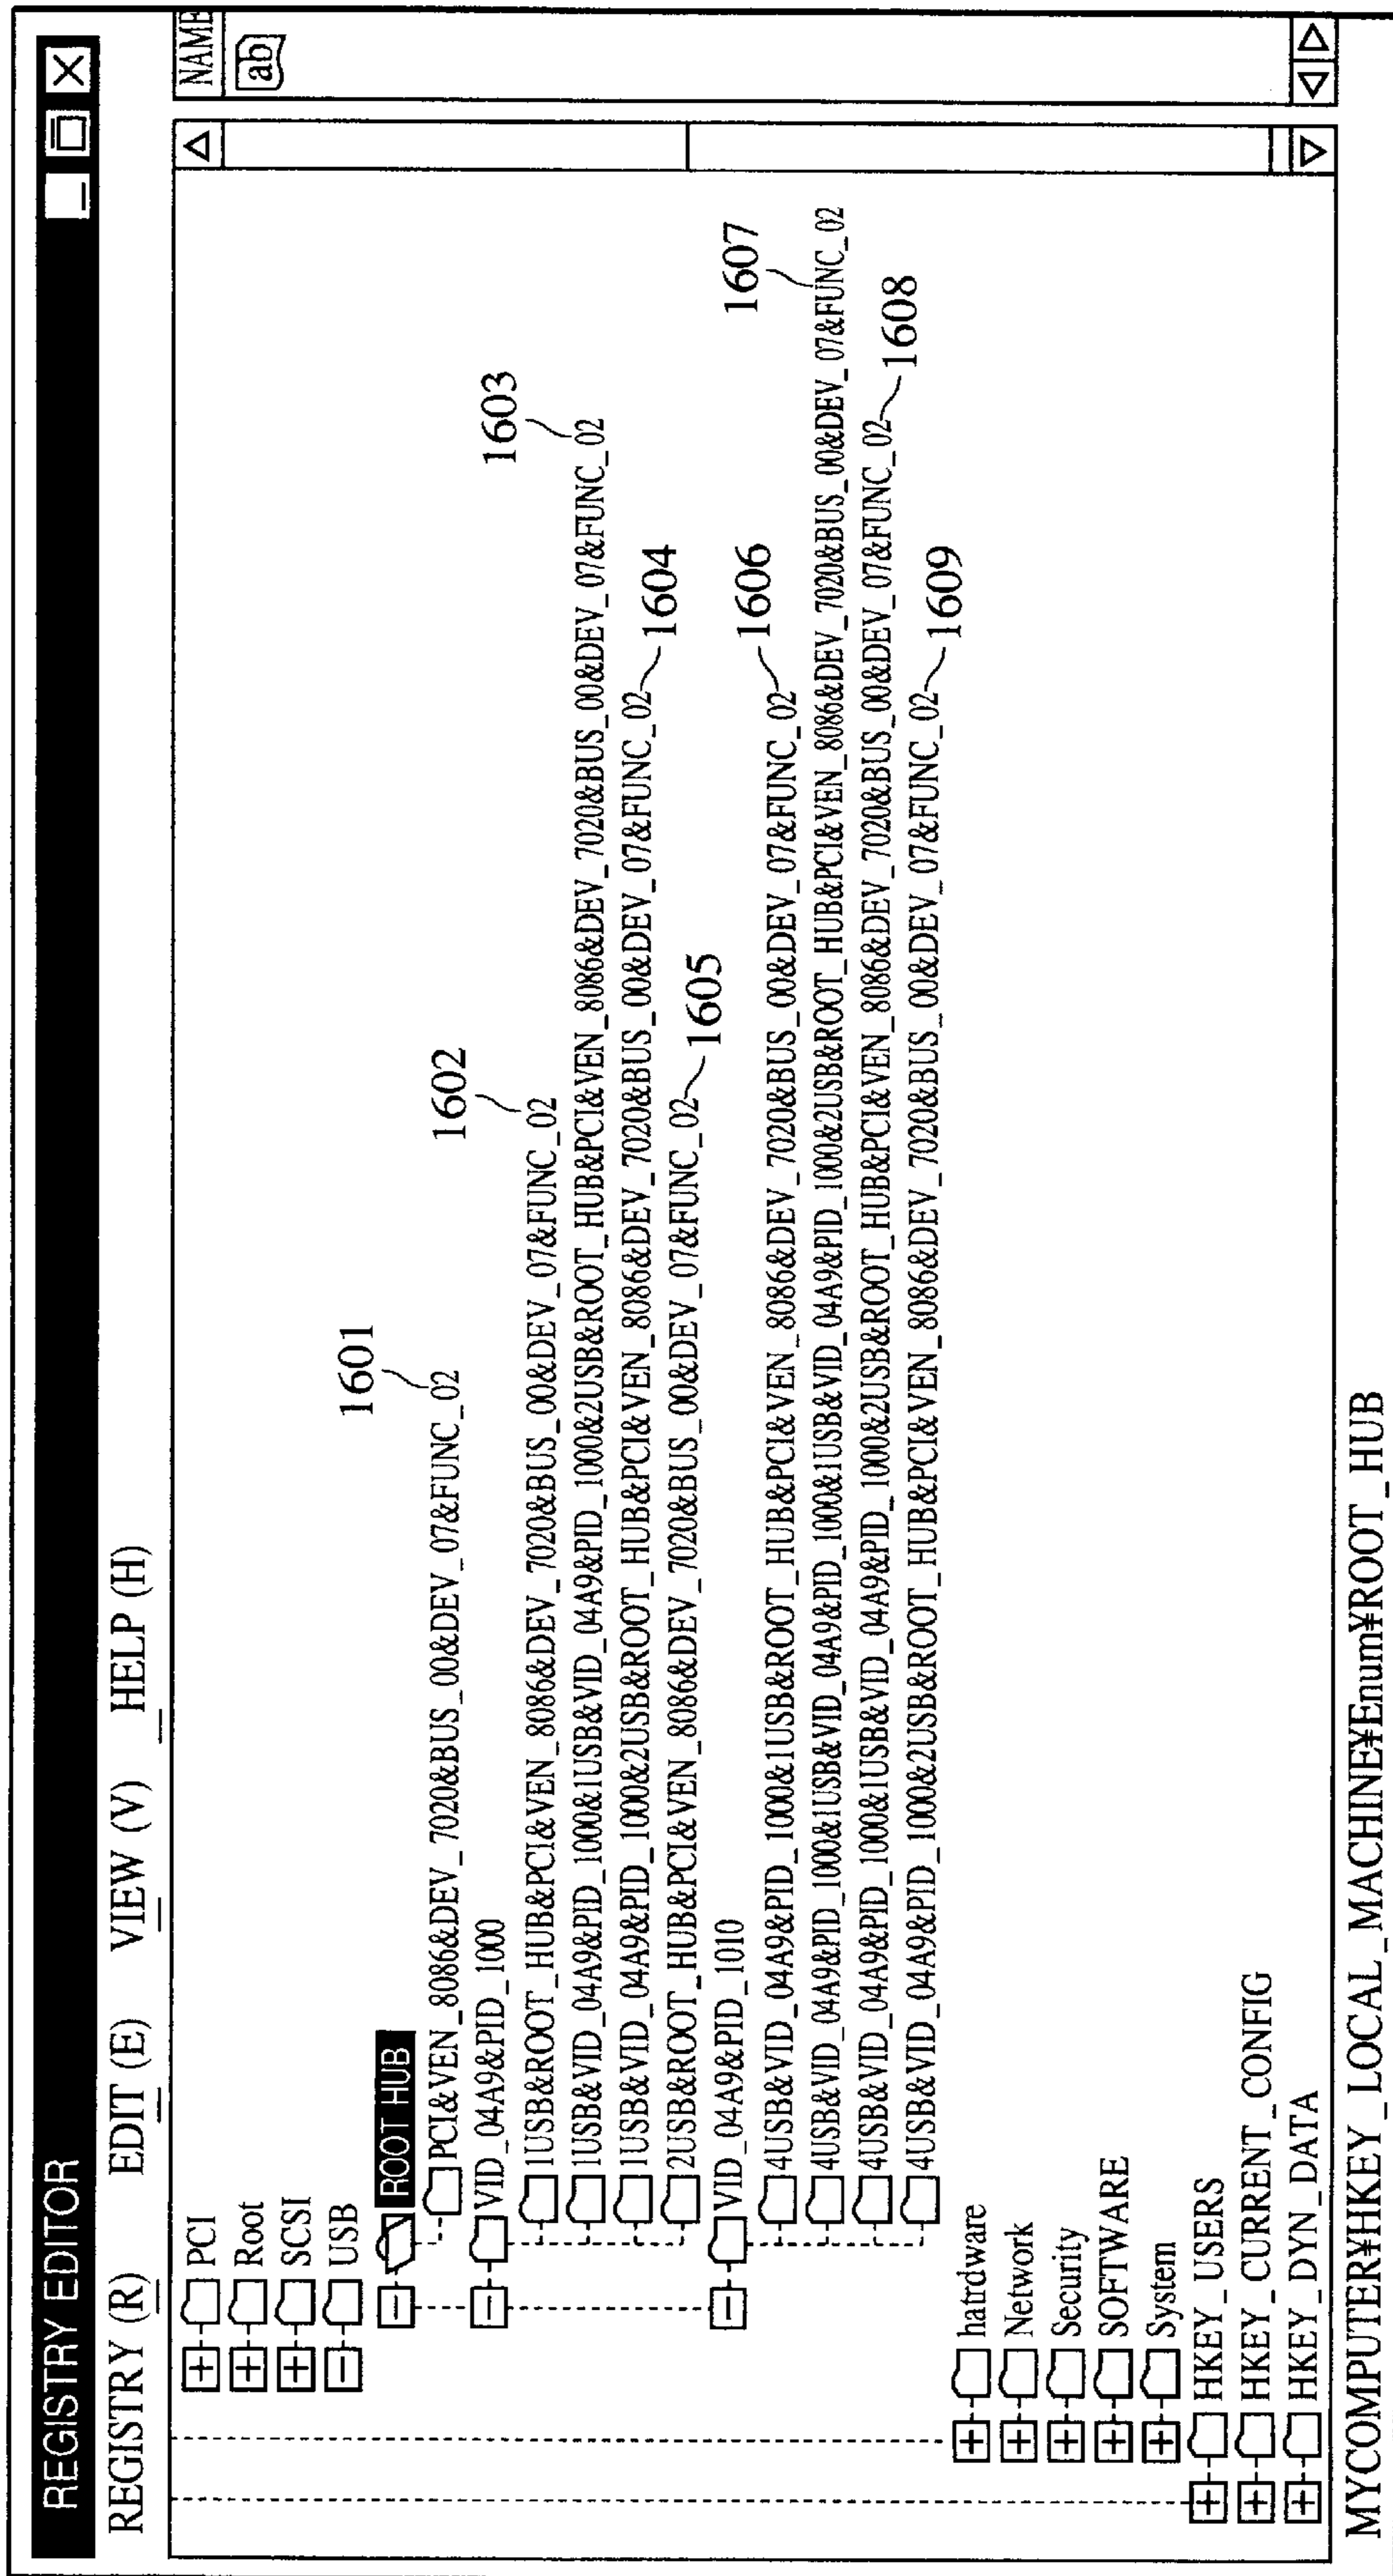 REGISTRY EDITOR
REGISTRY (R) EDIT (E) VIEW (V) HELP (H)
NAME
ab
PCI
Root
SCSI
USB
ROOT HUB
1601
PCI&VEN_8086&DEV_7020&BUS_00&DEV_07&FUNC_02
VID_04A9&PID_1000
1602
1USB&ROOT_HUB&PCI&VEN_8086&DEV_7020&BUS_00&DEV_07&FUNC_02
1603
1USB&VID_04A9&PID_1000&1USB&VID_04A9&PID_1000&2USB&ROOT_HUB&PCI&VEN_8086&DEV_7020&BUS_00&DEV_07&FUNC_02
1USB&VID_04A9&PID_1000&2USB&ROOT_HUB&PCI&VEN_8086&DEV_7020&BUS_00&DEV_07&FUNC_02 1604
2USB&ROOT_HUB&PCI&VEN_8086&DEV_7020&BUS_00&DEV_07&FUNC_02 1605
VID_04A9&PID_1010
4USB&VID_04A9&PID_1000&1USB&ROOT_HUB&PCI&VEN_8086&DEV_7020&BUS_00&DEV_07&FUNC_02 1606
1607
4USB&VID_04A9&PID_1000&1USB&VID_04A9&PID_1000&1USB&VID_04A9&PID_1000&2USB&ROOT_HUB&PCI&VEN_8086&DEV_7020&BUS_00&DEV_07&FUNC_02
4USB&VID_04A9&PID_1000&1USB&VID_04A9&PID_1000&2USB&ROOT_HUB&PCI&VEN_8086&DEV_7020&BUS_00&DEV_07&FUNC_02 1608
4USB&VID_04A9&PID_1000&2USB&ROOT_HUB&PCI&VEN_8086&DEV_7020&BUS_00&DEV_07&FUNC_02 1609
hatrdware
Network
Security
SOFTWARE
System
HKEY_USERS
HKEY_CURRENT_CONFIG
HKEY_DYN_DATA
MYCOMPUTER¥HKEY_LOCAL_MACHINE¥Enum¥ROOT_HUB